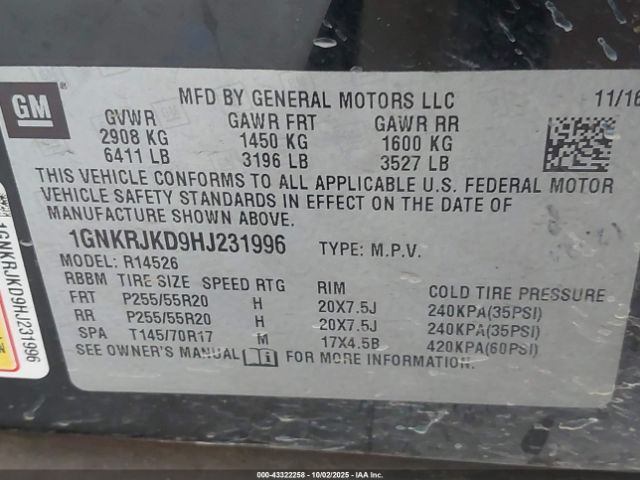 GM
MFD BY GENERAL MOTORS LLC 11/16
GVWR GAWR FRT GAWR RR
2908 KG 1450 KG 1600 KG
6411 LB 3196 LB 3527 LB
THIS VEHICLE CONFORMS TO ALL APPLICABLE U.S. FEDERAL MOTOR
VEHICLE SAFETY STANDARDS IN EFFECT ON THE DATE OF
MANUFACTURE SHOWN ABOVE.
1GNKRJKD9HJ231996 TYPE: M.P.V.
MODEL: R14526
RBBM TIRE SIZE SPEED RTG RIM COLD TIRE PRESSURE
FRT P255/55R20 H 20X7.5J 240KPA(35PSI)
RR P255/55R20 H 20X7.5J 240KPA(35PSI)
SPA T145/70R17 M 17X4.5B 420KPA(60PSI)
SEE OWNER'S MANUAL FOR MORE INFORMATION.
1GNKRJKD9HJ231996
000-43322258 - 10/02/2025 - IAAI.com